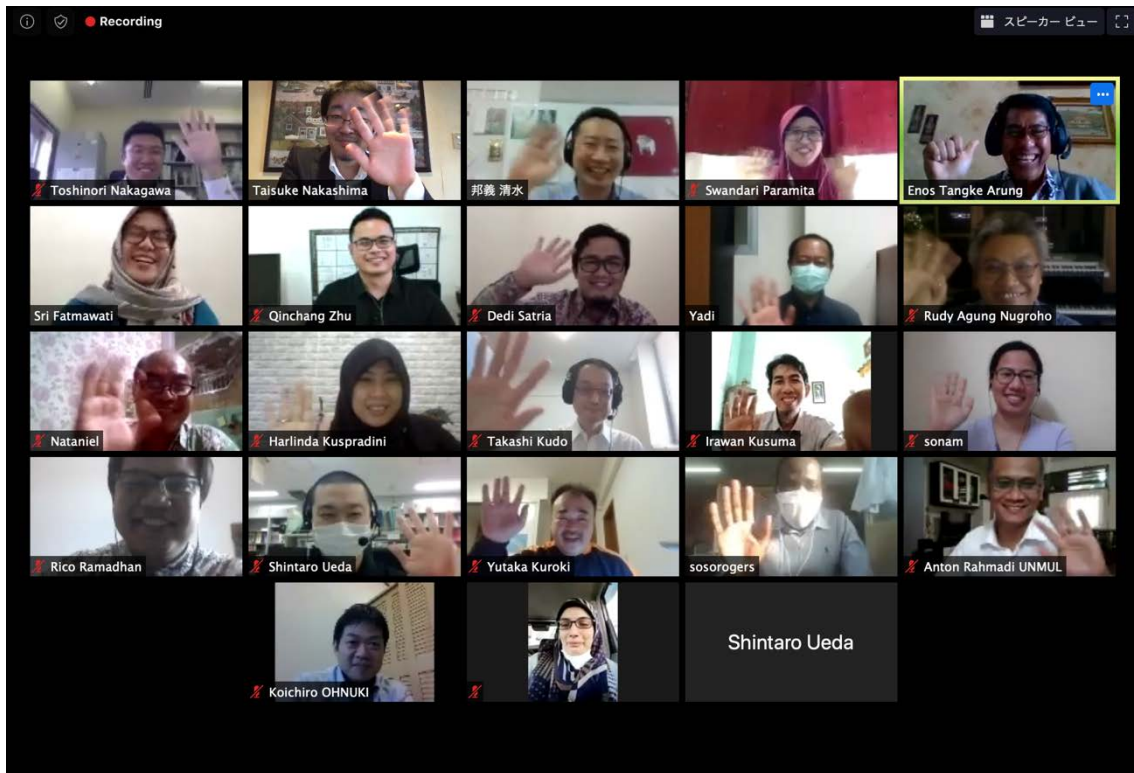 Recording
スピーカー ビュー
Toshinori Nakagawa
Taisuke Nakashima
邦義 清水
Swandari Paramita
Enos Tangke Arung
Sri Fatmawati
Qinchang Zhu
Dedi Satria
Yadi
Rudy Agung Nugroho
Nataniel
Harlinda Kuspradini
Takashi Kudo
Irawan Kusuma
sonam
Rico Ramadhan
Shintaro Ueda
Yutaka Kuroki
sosorogers
Anton Rahmadi UNMUL
Koichiro OHNUKI
Shintaro Ueda